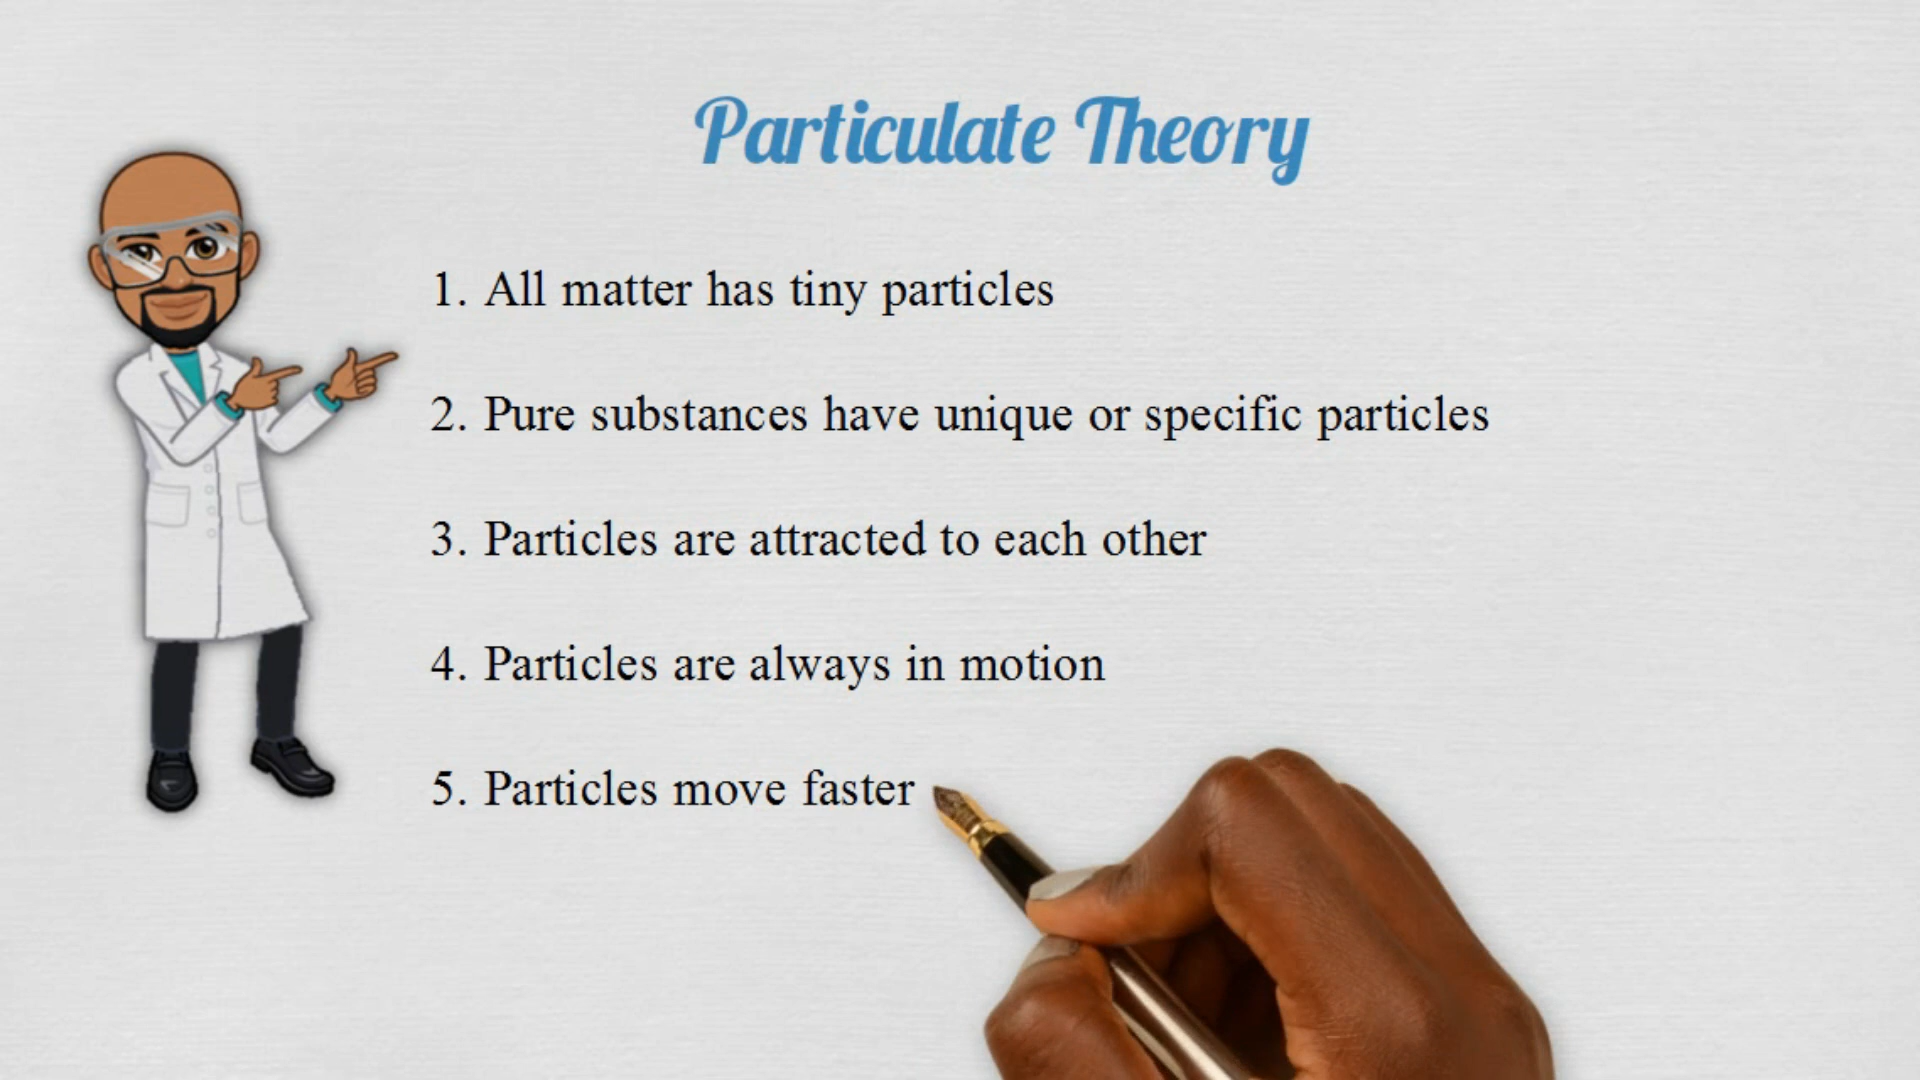 Particulate Theory
1. All matter has tiny particles
2. Pure substances have unique or specific particles
3. Particles are attracted to each other
4. Particles are always in motion
5. Particles move faster